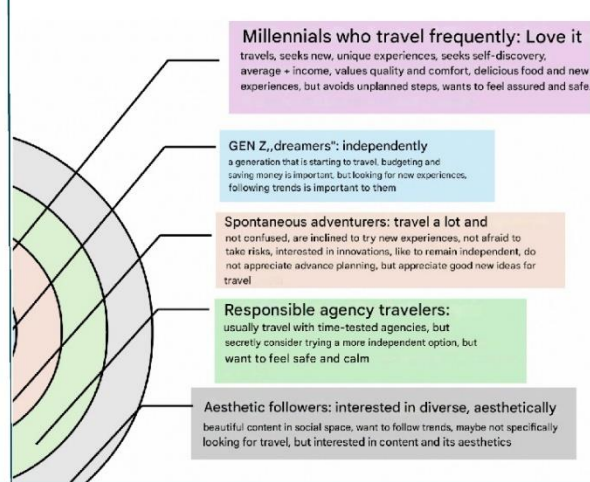 Millennials who travel frequently: Love it
travels, seeks new, unique experiences, seeks self-discovery,
average + income, values quality and comfort, delicious food and new
experiences, but avoids unplanned steps, wants to feel assured and safe.
GEN Z„dreamers“: independently
a generation that is starting to travel, budgeting and
saving money is important, but looking for new experiences,
following trends is important to them
Spontaneous adventurers: travel a lot and
not confused, are inclined to try new experiences, not afraid to
take risks, interested in innovations, like to remain independent, do
not appreciate advance planning, but appreciate good new ideas for
travel
Responsible agency travelers:
usually travel with time-tested agencies, but
secretly consider trying a more independent option, but
want to feel safe and calm
Aesthetic followers: interested in diverse, aesthetically
beautiful content in social space, want to follow trends, maybe not specifically
looking for travel, but interested in content and its aesthetics